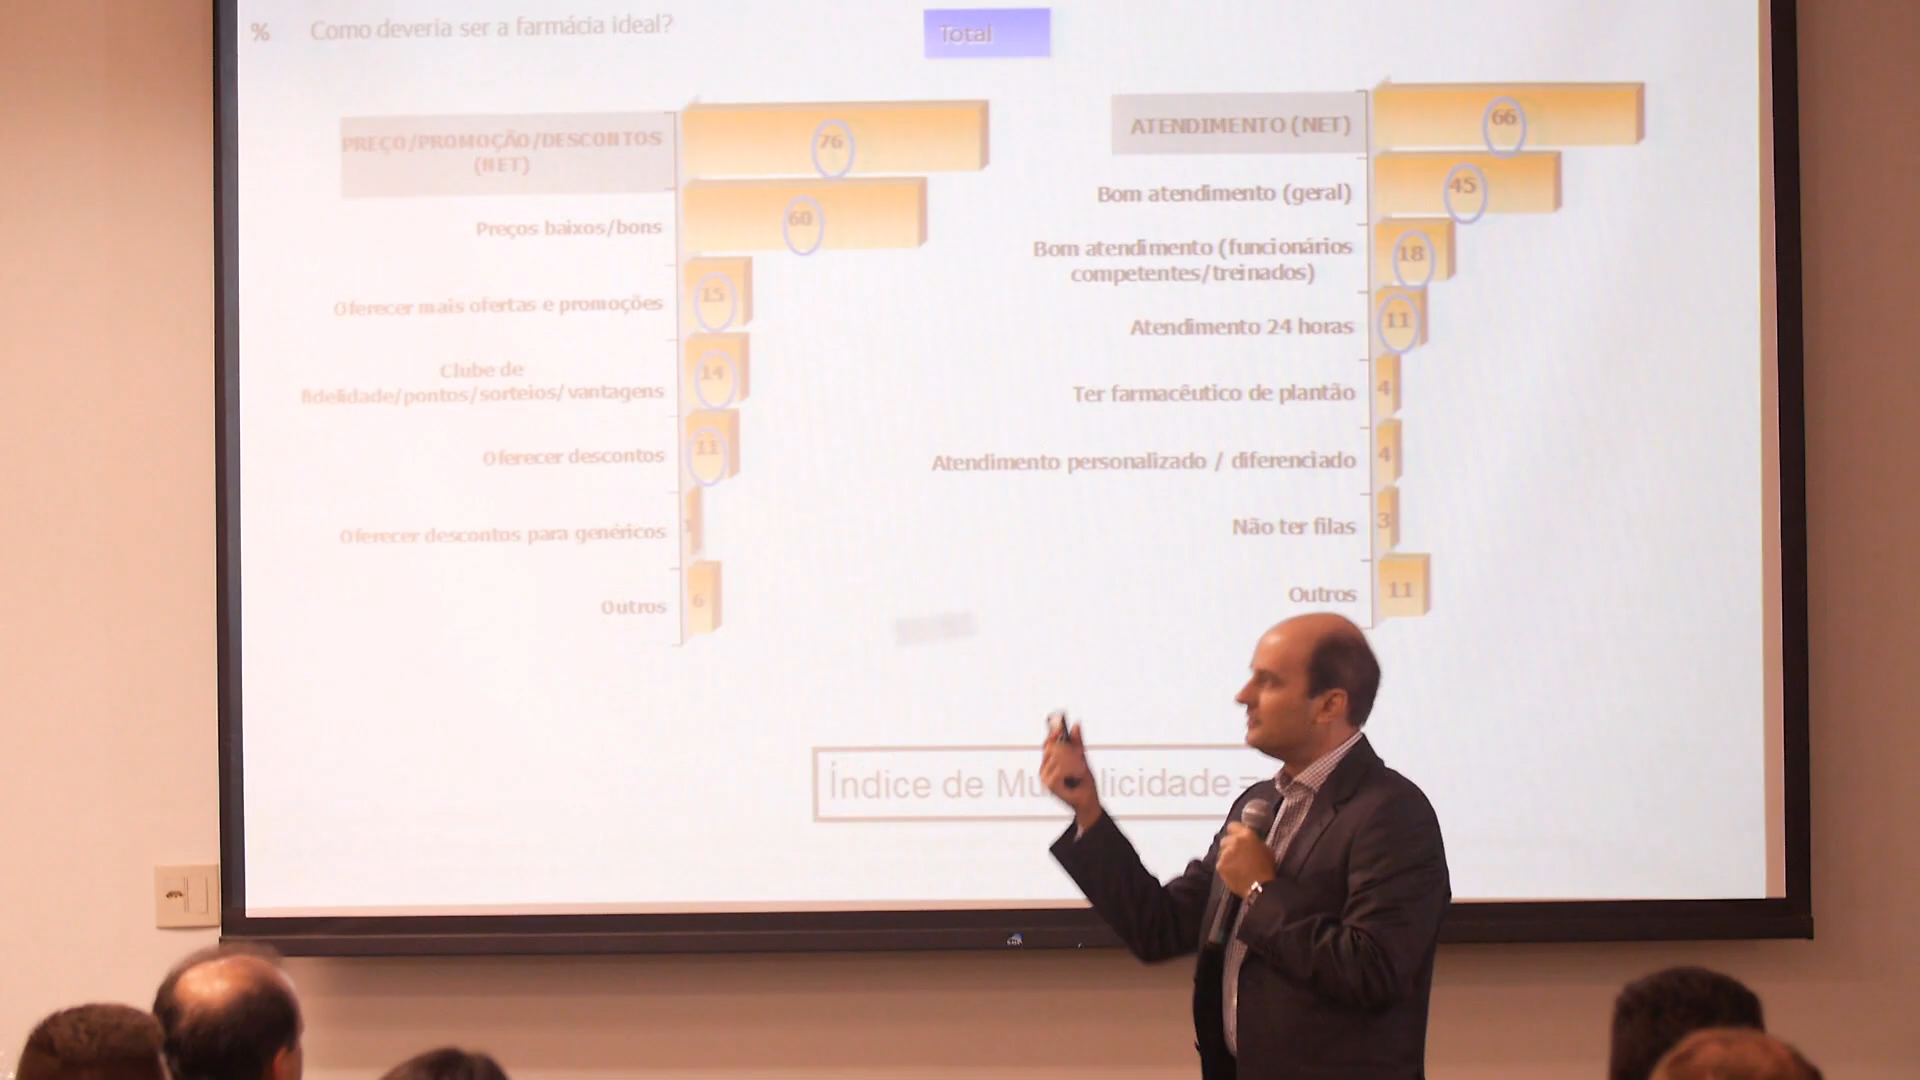 % Como deveria ser a farmácia ideal?
Total
PREÇO/PROMOÇÃO/DESCONTOS
(NET)
76
Preços baixos/bons
60
Oferecer mais ofertas e promoções
15
Clube de
fidelidade/pontos/sorteios/vantagens
14
Oferecer descontos
11
Oferecer descontos para genéricos
1
Outros
6
ATENDIMENTO (NET)
66
Bom atendimento (geral)
45
Bom atendimento (funcionários
competentes/treinados)
18
Atendimento 24 horas
11
Ter farmacêutico de plantão
4
Atendimento personalizado / diferenciado
4
Não ter filas
3
Outros
11
Índice de =